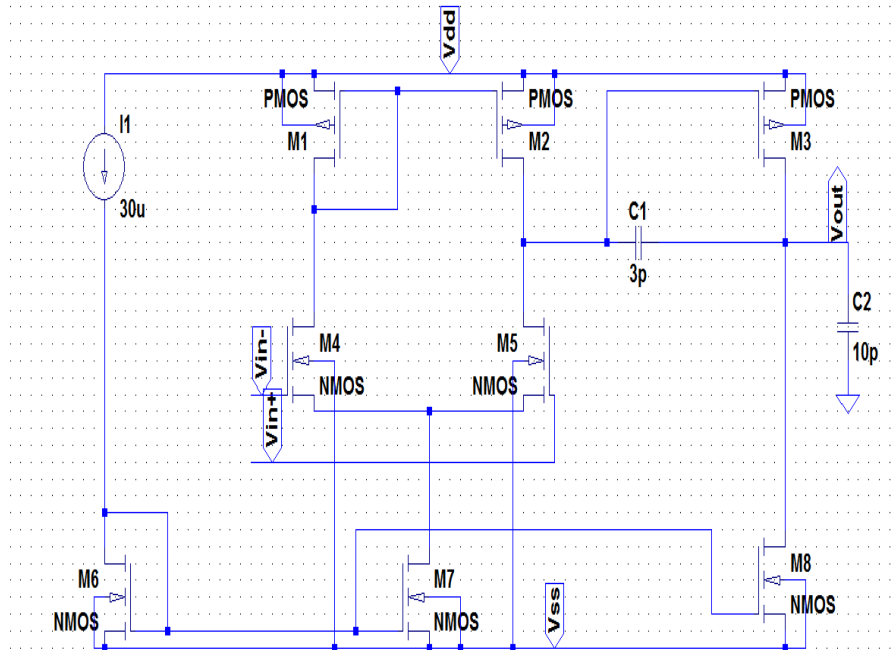 Vdd
PMOS
M1
PMOS
M2
PMOS
M3
I1
30u
C1
3p
Vout
C2
10p
Vin-
M4
NMOS
M5
NMOS
Vin+
M6
NMOS
M7
NMOS
Vss
M8
NMOS